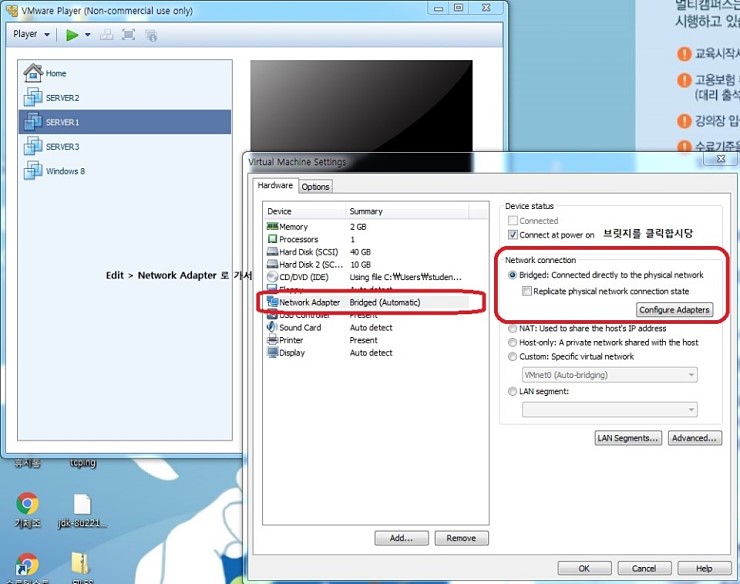 VMware Player (Non-commercial use only)
Player
Home
SERVER2
SERVER1
SERVER3
Windows 8
Edit > Network Adapter 로 가서
멀티캠퍼스는
시행하고 있
교육시작시
고용보험
(대리 출석
강의장 입
수료기준을
Virtual Machine Settings
Hardware
Options
Device
Summary
Memory
2 GB
Processors
1
Hard Disk (SCSI)
40 GB
Hard Disk 2 (SC...
10 GB
CD/DVD (IDE)
Using file C:₩Users₩studen...
Floppy
Auto detect
Network Adapter
Bridged (Automatic)
USB Controller
Present
Sound Card
Auto detect
Printer
Present
Display
Auto detect
Add...
Remove
Device status
Connected
Connect at power on
브릿지를 클릭합시당
Network connection
Bridged: Connected directly to the physical network
Replicate physical network connection state
Configure Adapters
NAT: Used to share the host's IP address
Host-only: A private network shared with the host
Custom: Specific virtual network
VMnet0 (Auto-bridging)
LAN segment:
LAN Segments...
Advanced...
OK
Cancel
Help
휴지통
tcping
jdk-8u221...